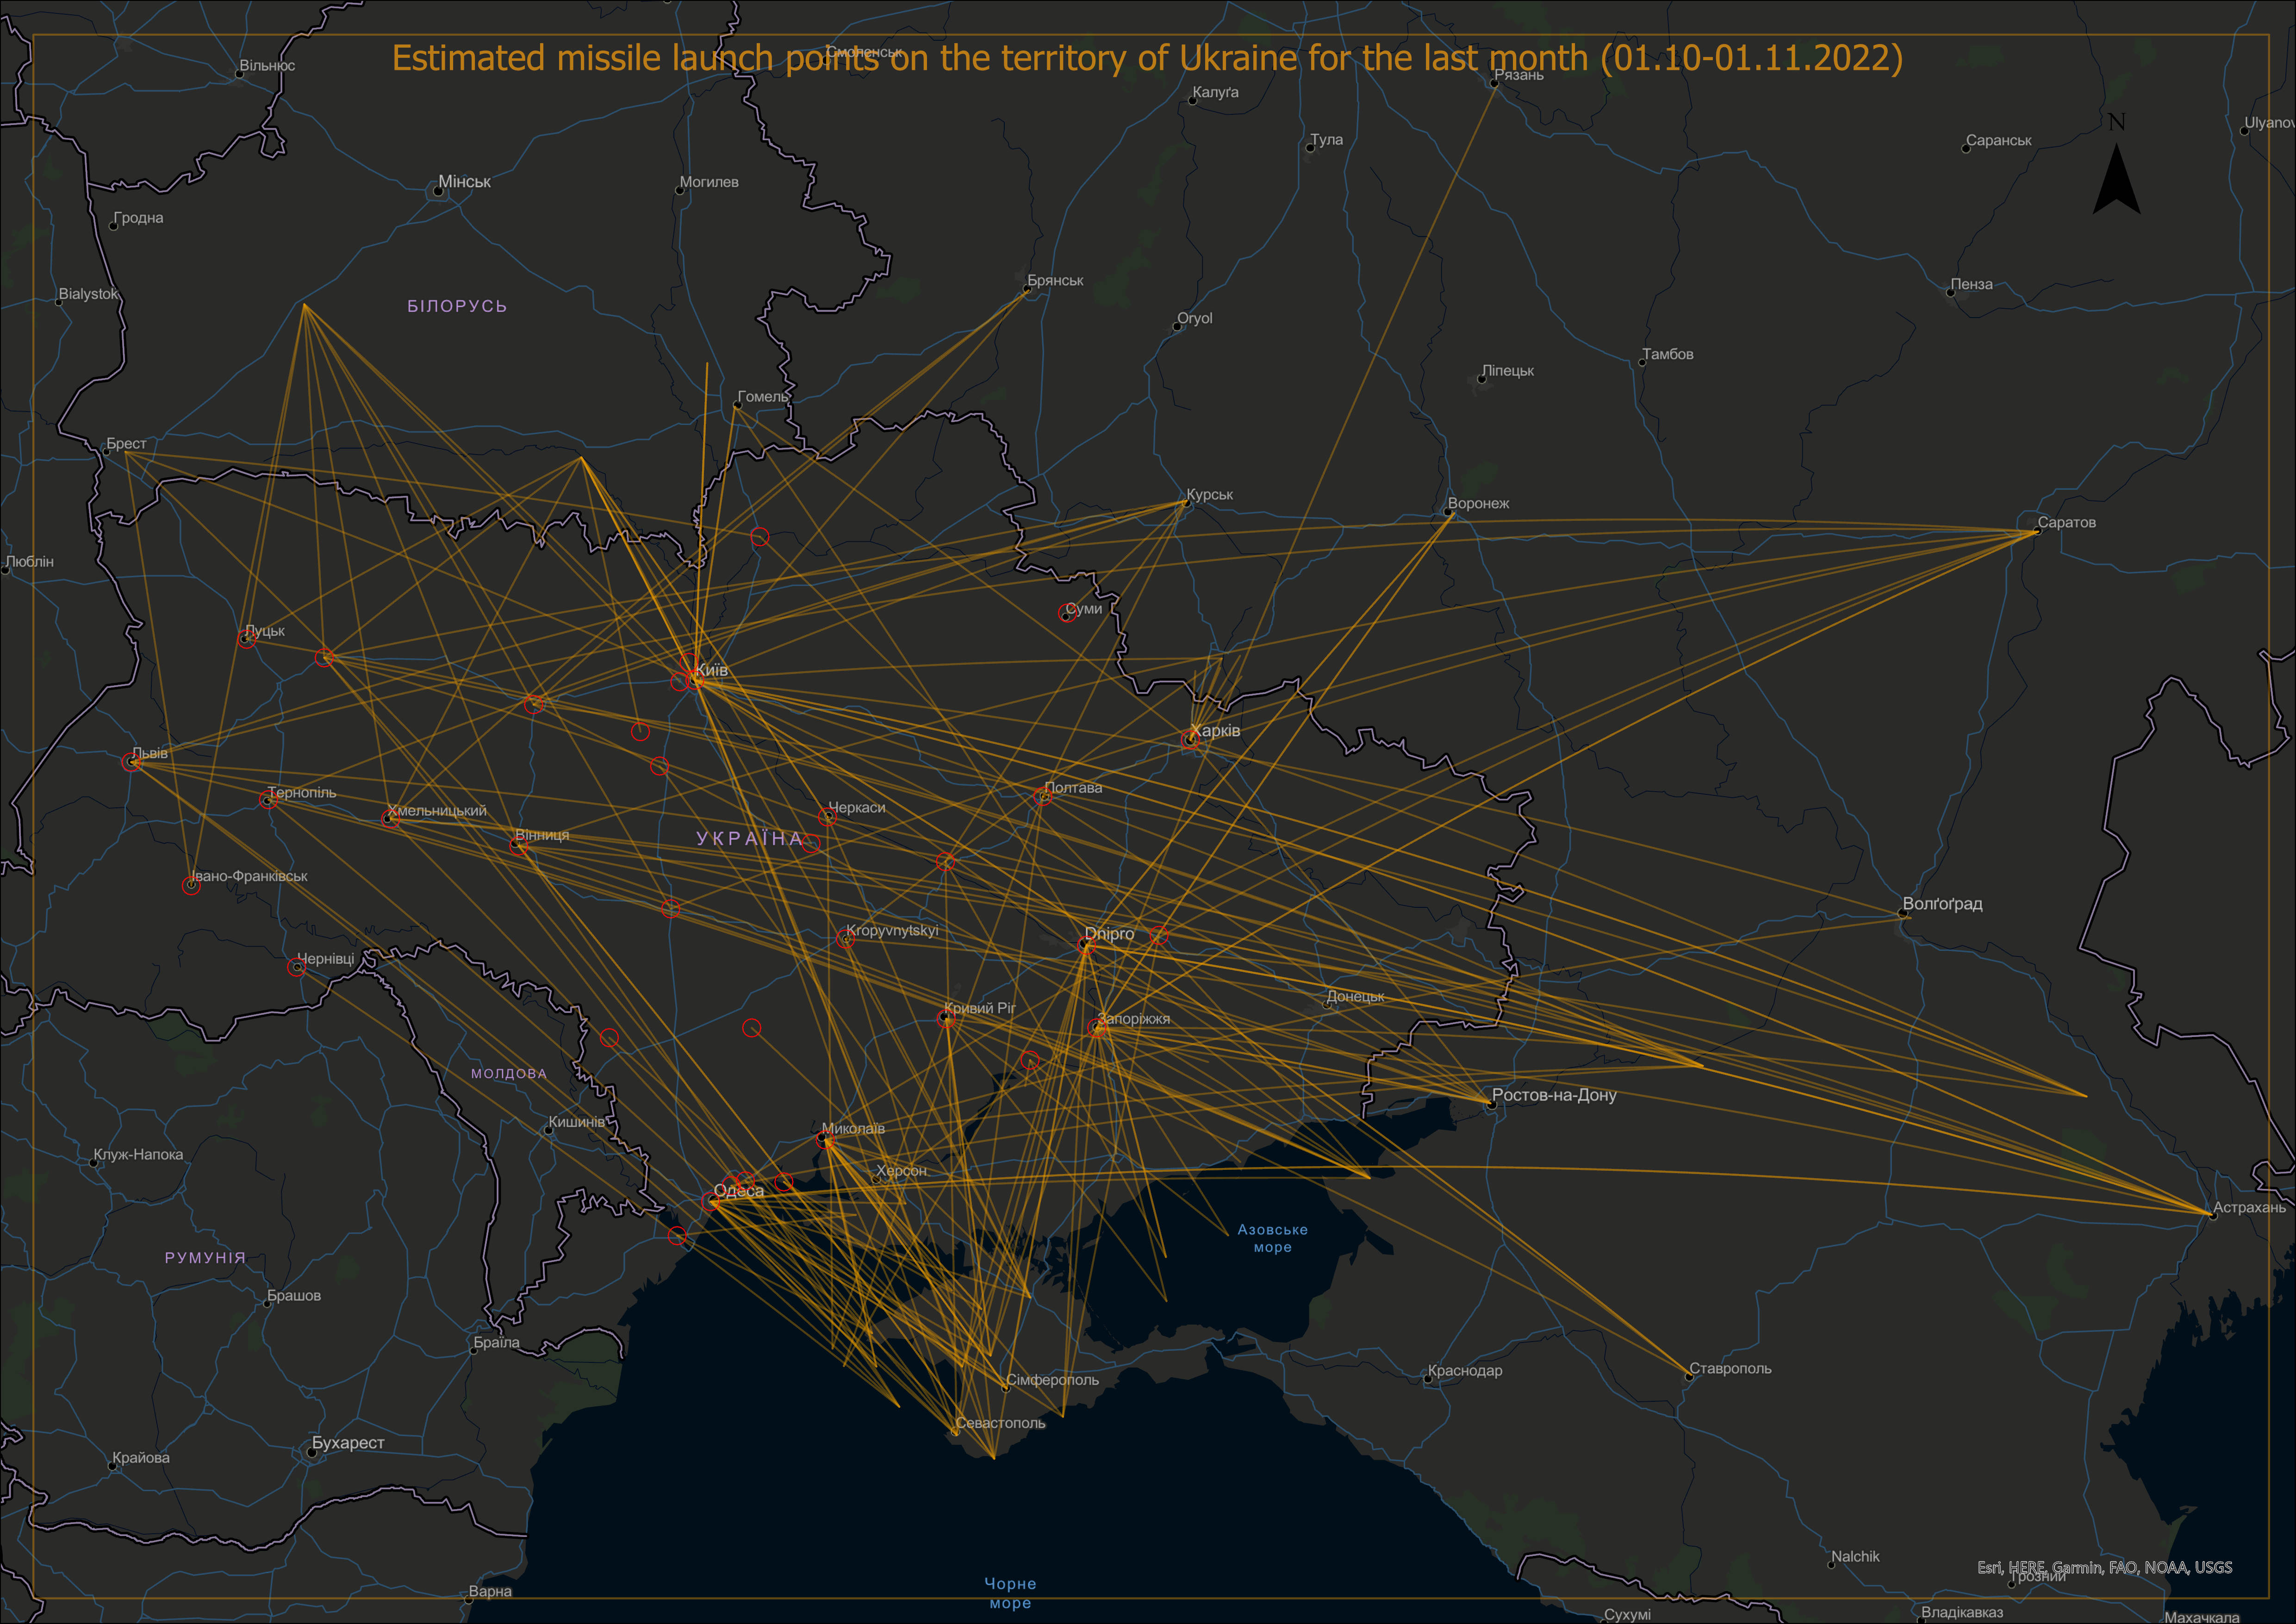 Estimated missile launch points on the territory of Ukraine for the last month (01.10-01.11.2022)
Смоленськ
Вільнюс
Рязань
Калуґа
N
Ulyanov
Тула
Саранськ
Мінськ
Могилев
Гродна
Брянськ
Пенза
Bialystok
БІЛОРУСЬ
Oryol
Тамбов
Ліпецьк
Гомель
Брест
Курськ
Воронеж
Саратов
Люблін
Суми
Луцьк
Київ
Харків
Львів
Тернопіль
Полтава
Хмельницький
Черкаси
Вінниця
УКРАЇНА
Івано-Франківськ
Волґоґрад
Kropyvnytskyi
Dnipro
Чернівці
Донецьк
Кривий Ріг
Запоріжжя
МОЛДОВА
Ростов-на-Дону
Кишинів
Миколаїв
Клуж-Напока
Херсон
Одеса
Астрахань
Азовське
море
РУМУНІЯ
Брашов
Браїла
Сімферополь
Краснодар
Ставрополь
Севастополь
Бухарест
Крайова
Nalchik
Esri, HERE, Garmin, FAO, NOAA, USGS
Грозний
Чорне
море
Варна
Сухумі
Владікавказ
Махачкала